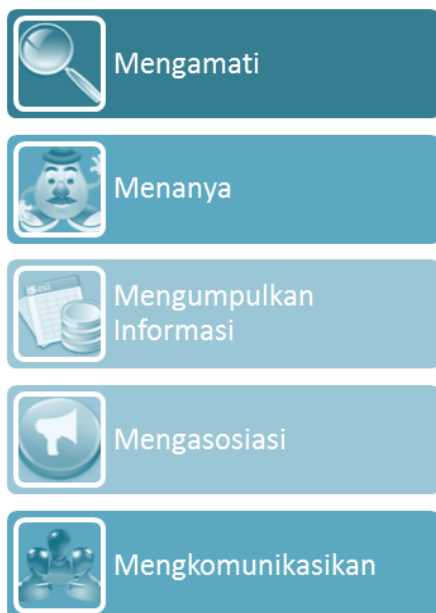 Mengamati
Menanya
Mengumpulkan
Informasi
Mengasosiasi
Mengkomunikasikan